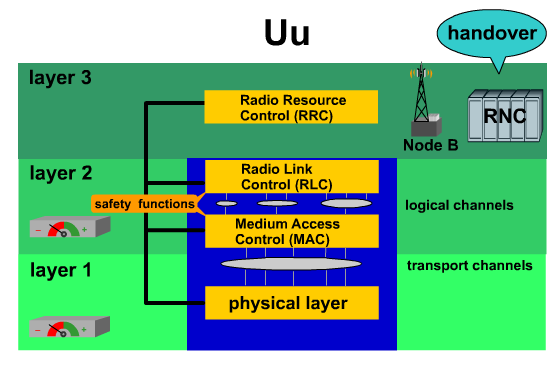 Uu
handover
layer 3
Radio Resource
Control (RRC)
RNC
Node B
layer 2
Radio Link
Control (RLC)
safety functions
logical channels
Medium Access
Control (MAC)
- +
layer 1
transport channels
physical layer
- +